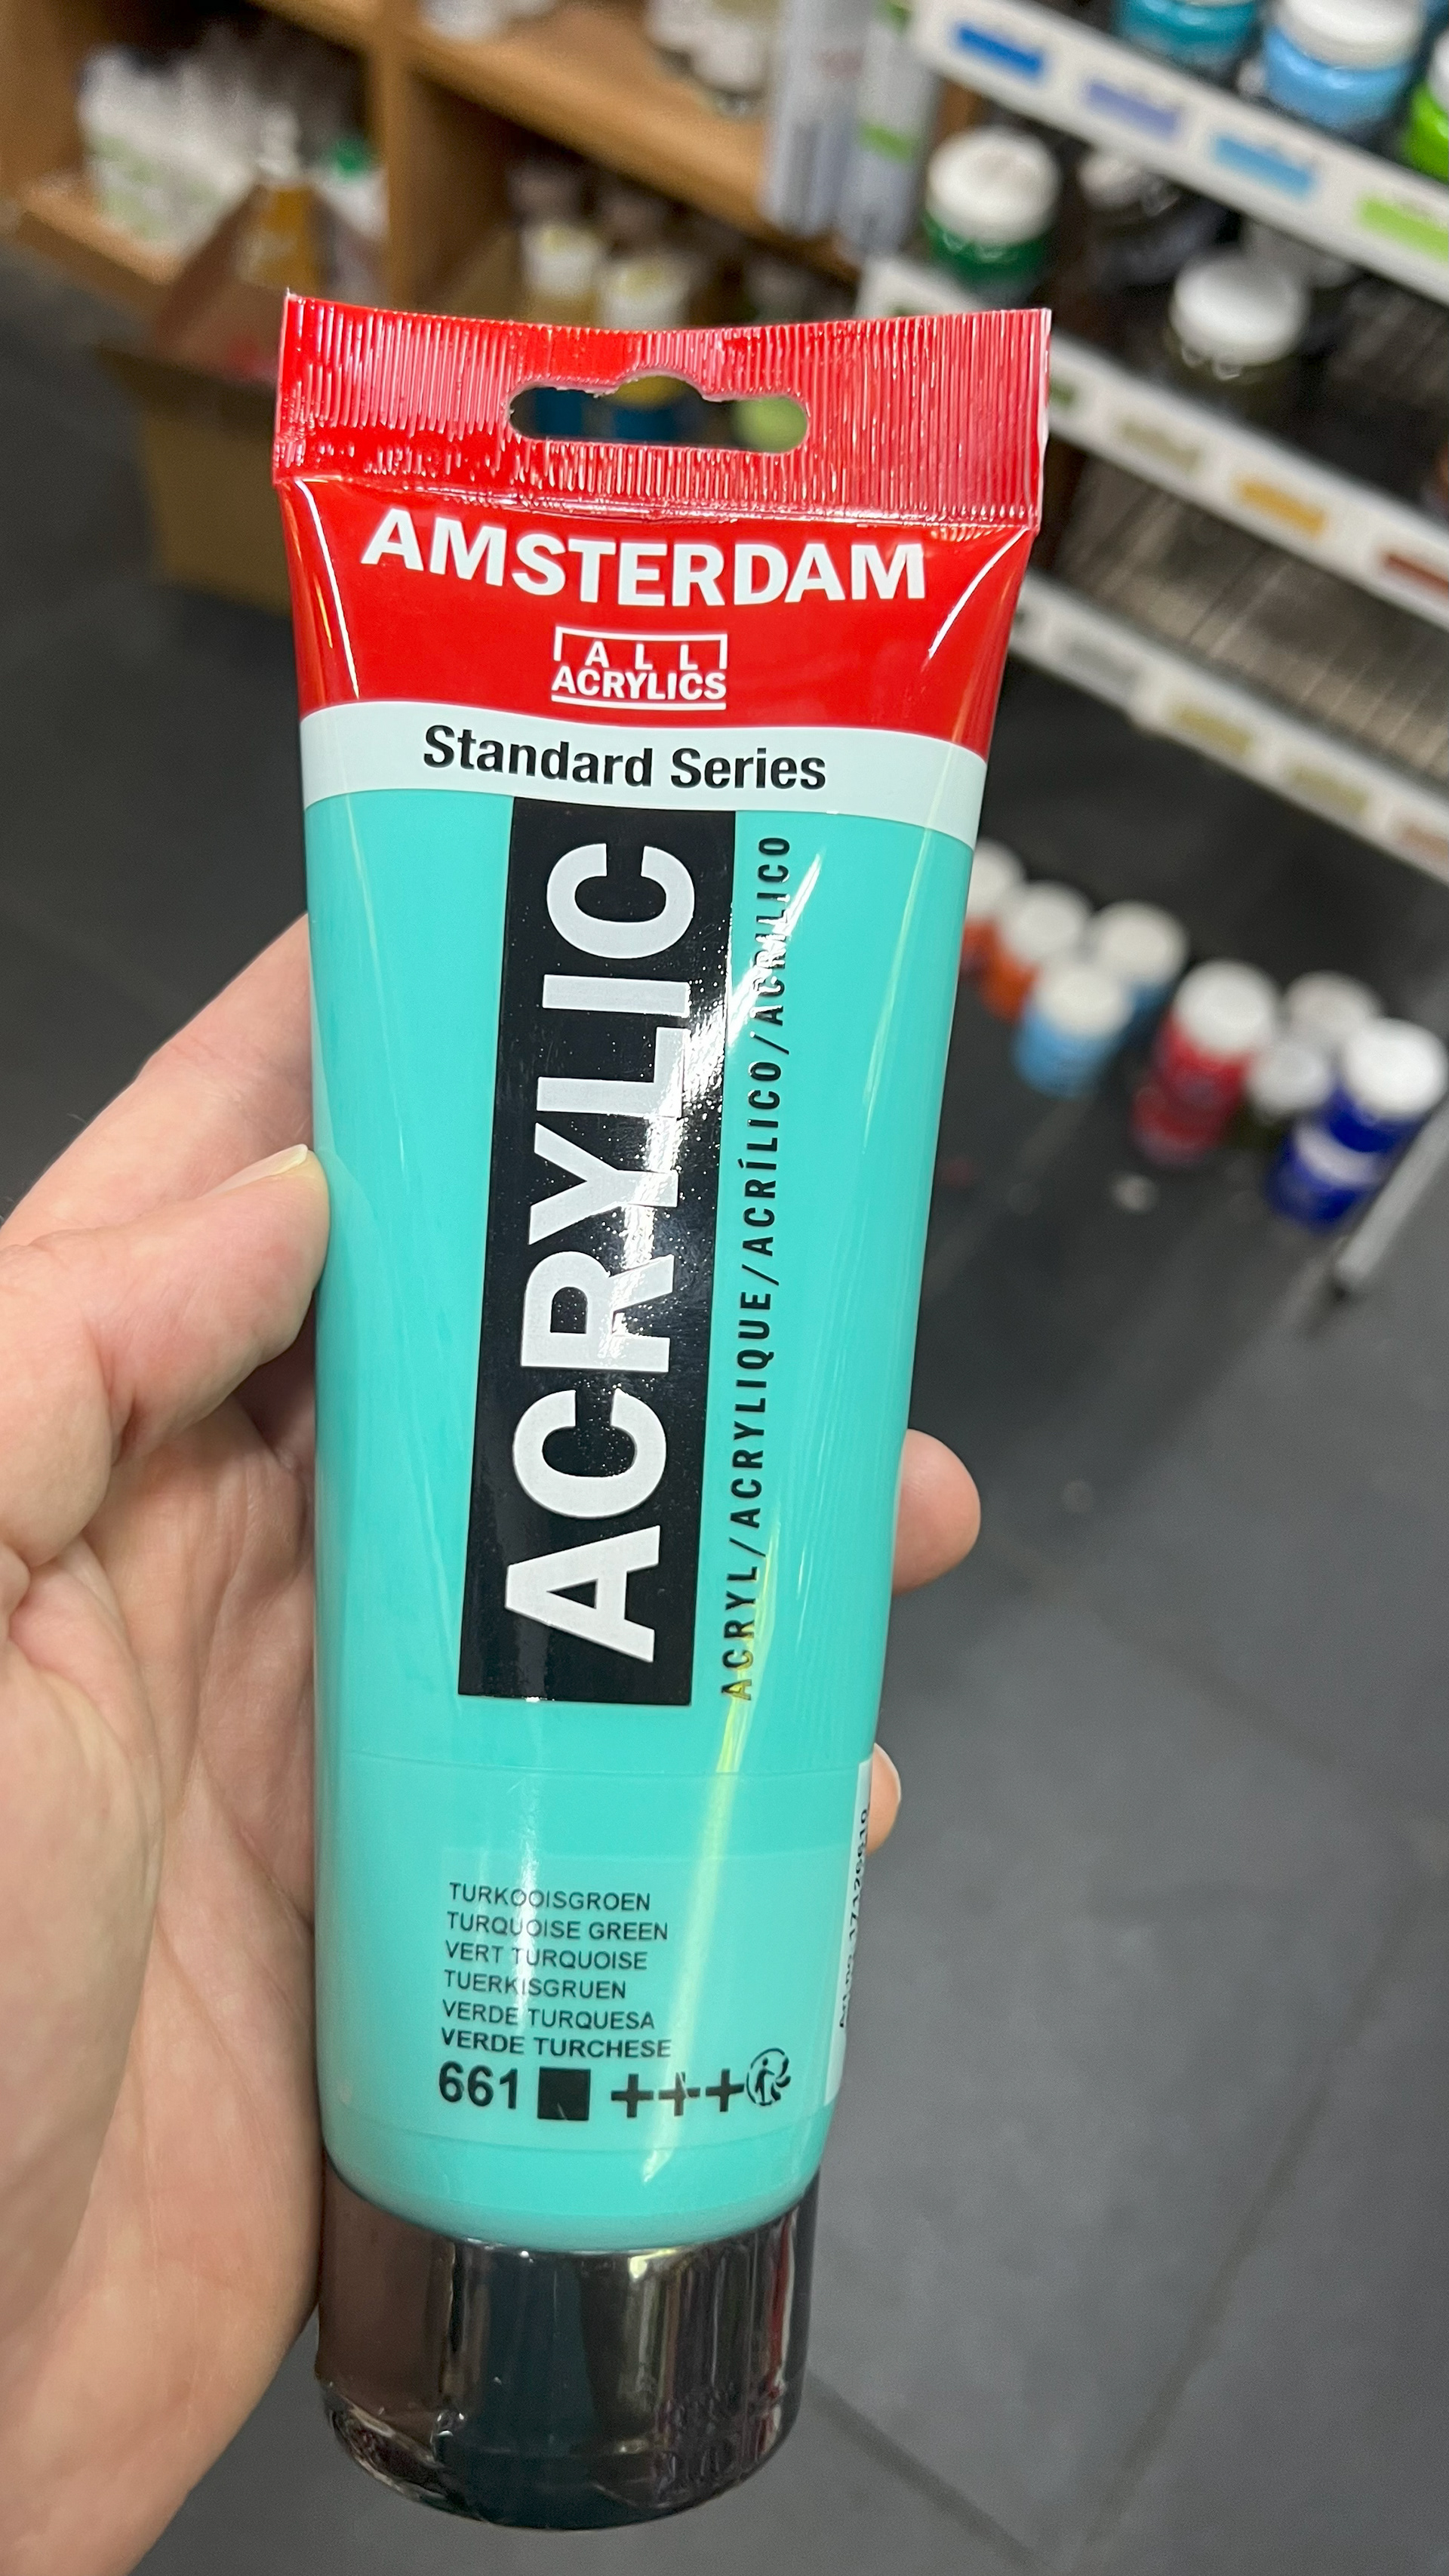 AMSTERDAM
ALL
ACRYLICS
Standard Series
ACRYLIC
ACRYL/ACRYLIQUE/ACRÍLICO/ACRILICO
TURKOOISGROEN
TURQUOISE GREEN
VERT TURQUOISE
TUERKISGRUEN
VERDE TURQUESA
VERDE TURCHESE
661 ■ +++